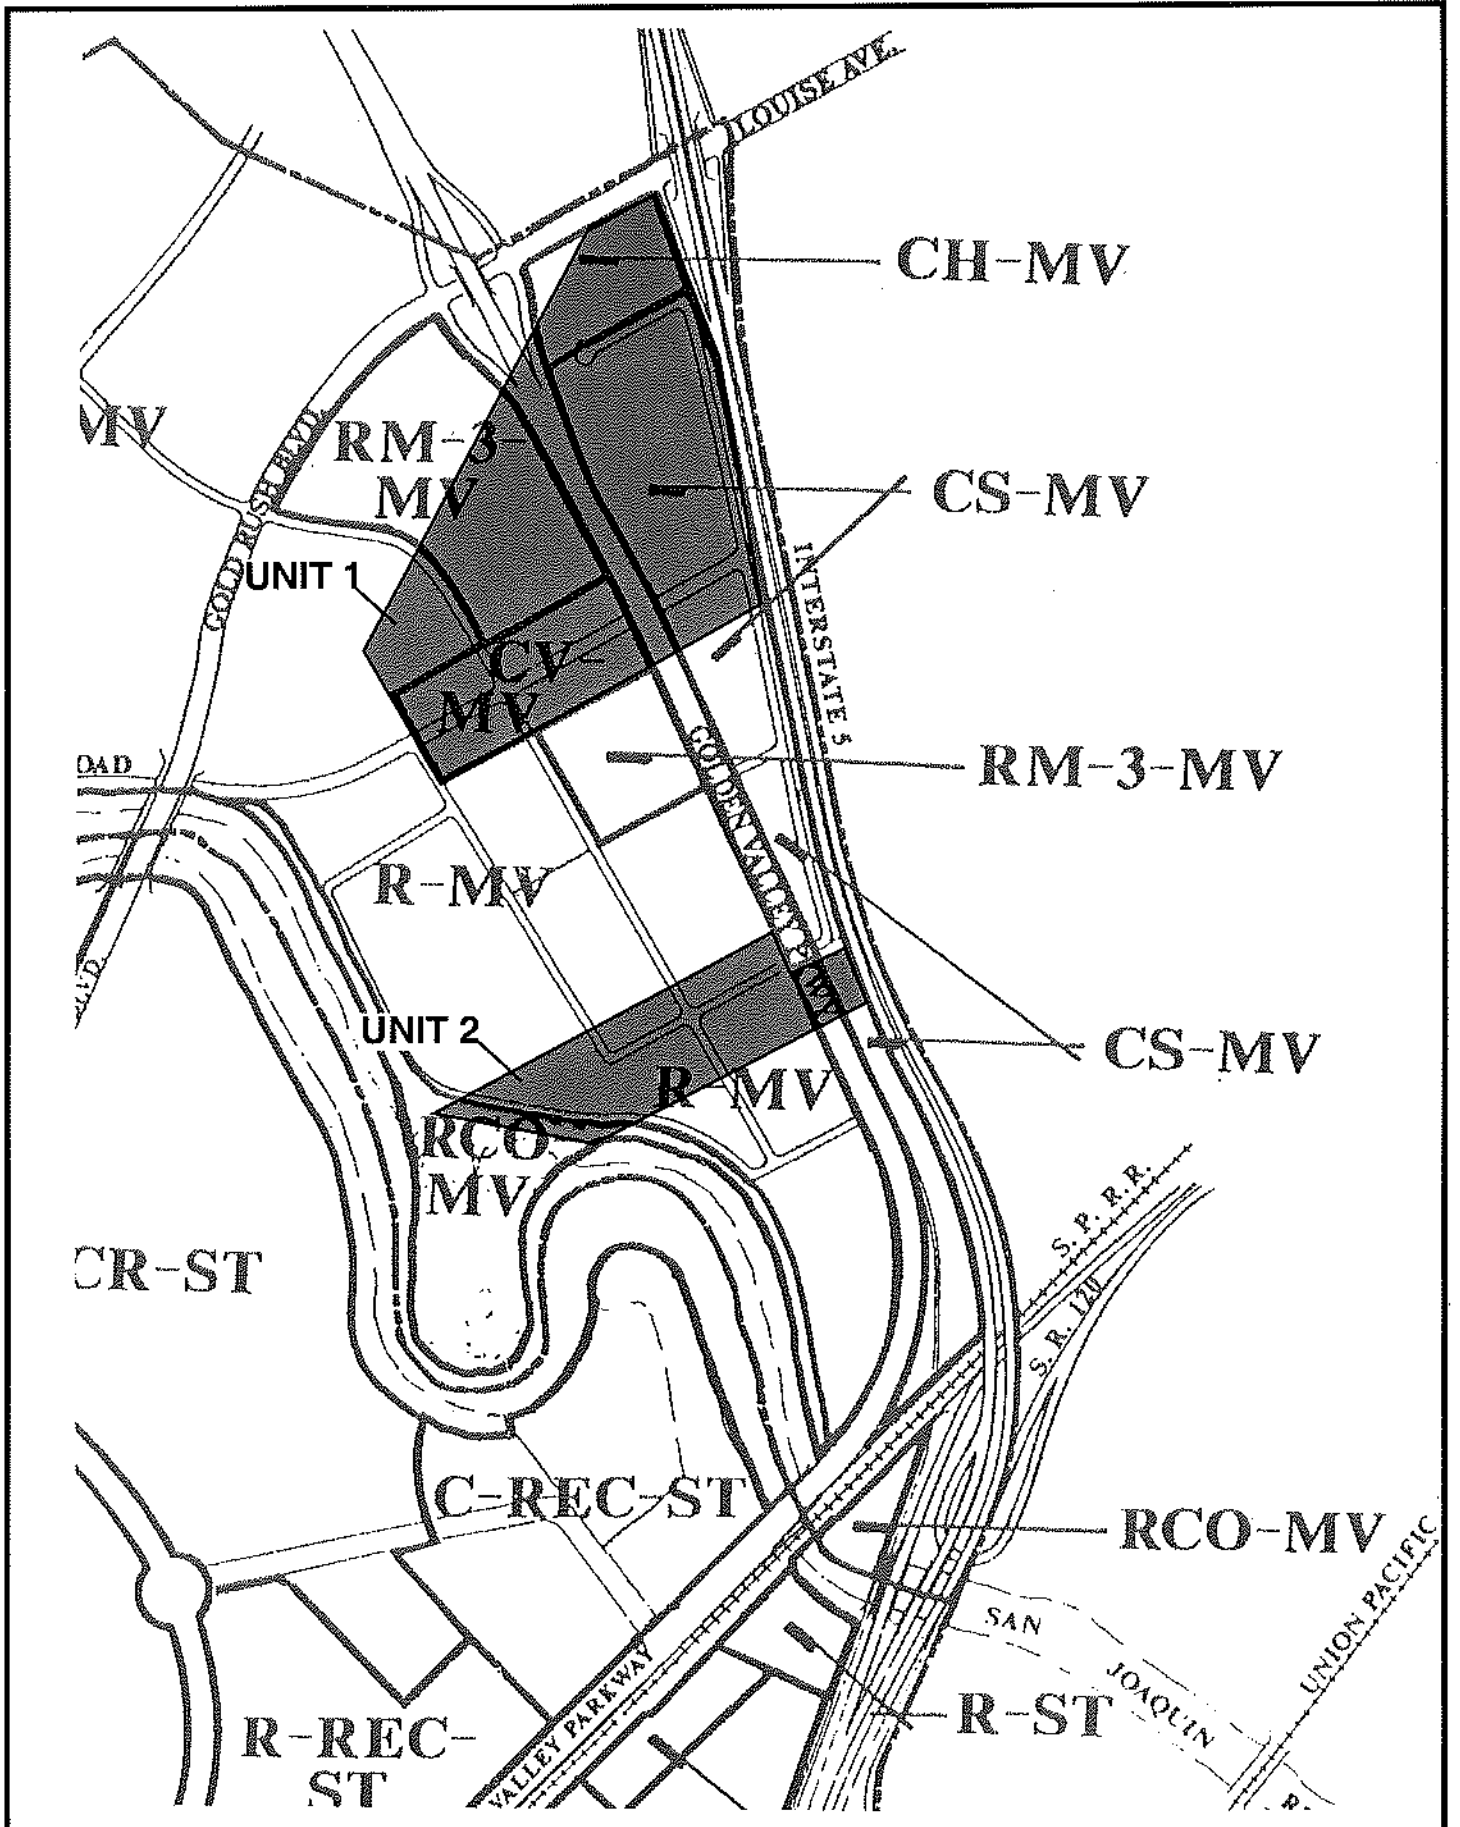 LOUISE AVE.
CH-MV
MV
RM-3-
MV
CS-MV
GOLD RUSH BLVD.
UNIT 1
INTERSTATE 5
CV-
MV
OAD
GOLDEN VALLEY PKWY
RM-3-MV
R-MV
LVD.
UNIT 2
CS-MV
R-MV
RCO
MV
S. P. R.R.
CR-ST
S. R. 120
C-REC-ST
RCO-MV
UNION PACIFIC
SAN
JOAQUIN
VALLEY PARKWAY
R-ST
R-REC-
ST